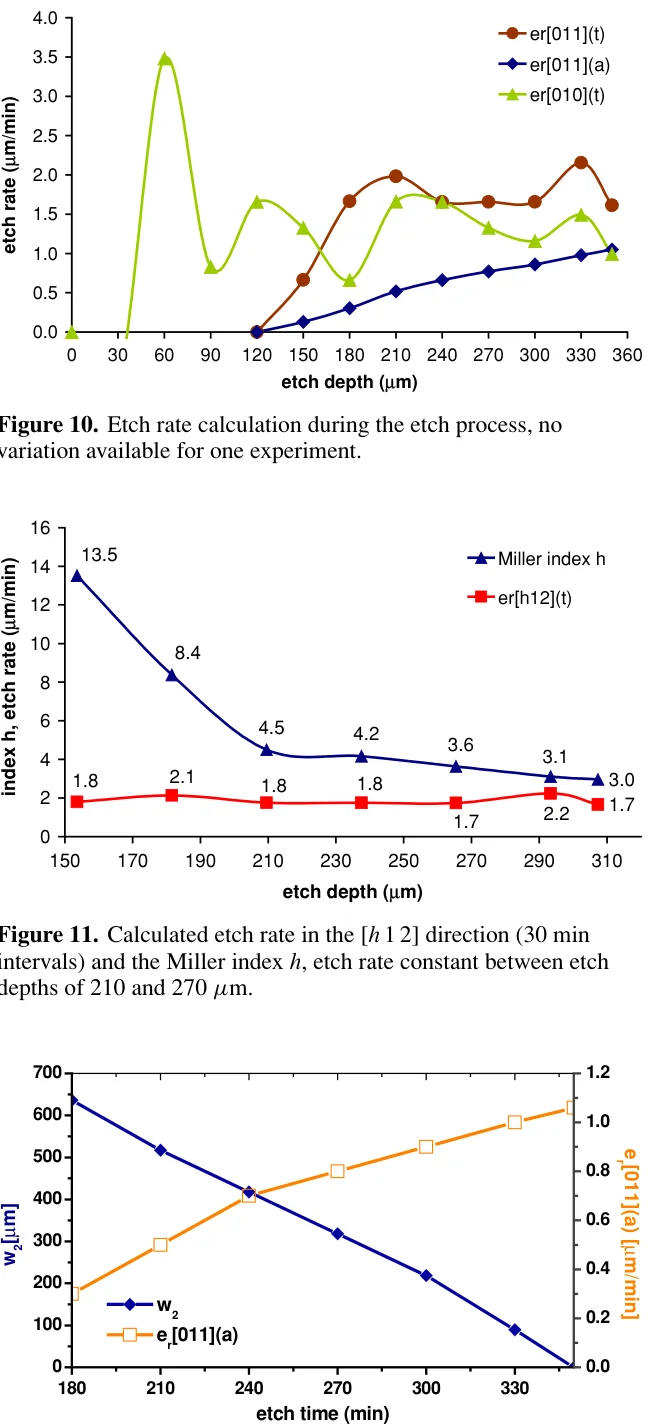 4.0
3.5
3.0
2.5
2.0
1.5
1.0
0.5
0.0
etch rate (μm/min)
er[011](t)
er[011](a)
er[010](t)
0 30 60 90 120 150 180 210 240 270 300 330 360
etch depth (μm)
Figure 10. Etch rate calculation during the etch process, no
variation available for one experiment.
16
14
12
10
8
6
4
2
0
index h, etch rate (μm/min)
Miller index h
er[h12](t)
13.5
8.4
4.5
4.2
3.6
3.1
3.0
1.8
2.1
1.8
1.8
1.7
2.2
1.7
150 170 190 210 230 250 270 290 310
etch depth (μm)
Figure 11. Calculated etch rate in the [h 1 2] direction (30 min
intervals) and the Miller index h, etch rate constant between etch
depths of 210 and 270 μm.
700
600
500
400
300
200
100
0
w2[μm]
w2
er[011](a)
1.2
1.0
0.8
0.6
0.4
0.2
0.0
er[011](a) [μm/min]
180 210 240 270 300 330
etch time (min)